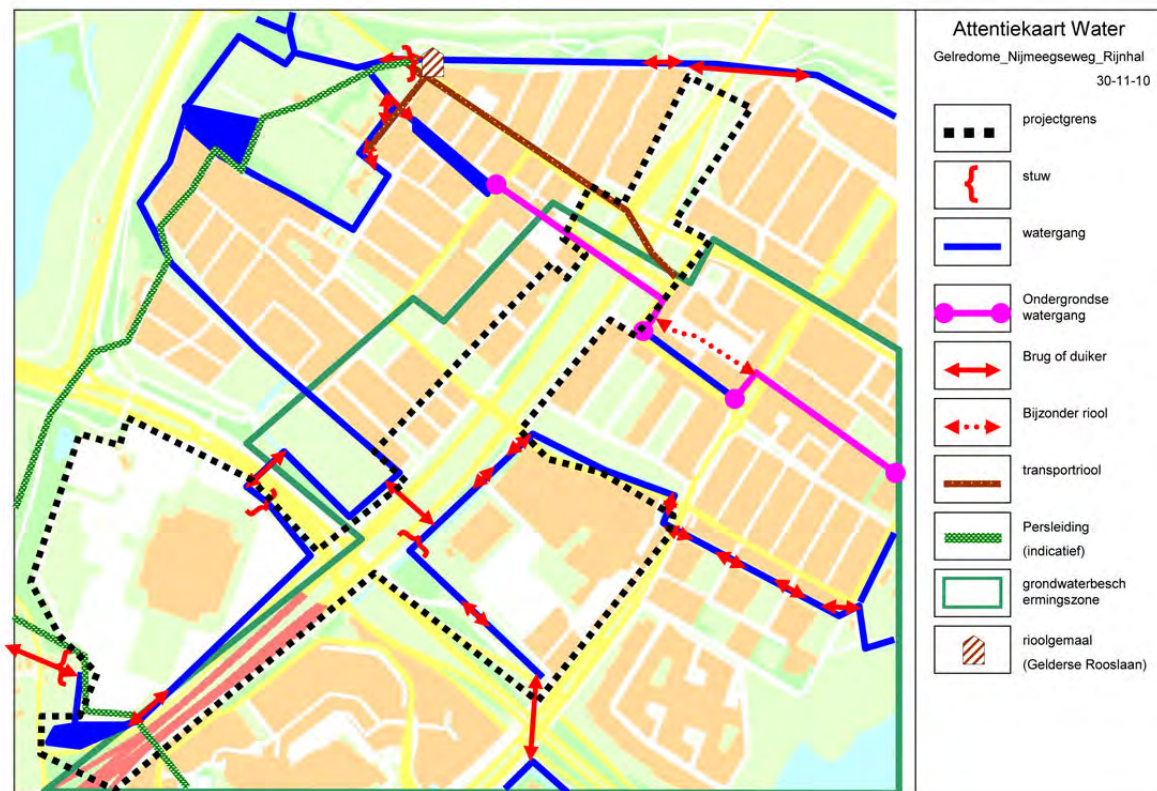 Attentiekaart Water
Gelredome_Nijmeegseweg_Rijnhal
30-11-10
projectgrens
stuw
watergang
Ondergrondse
watergang
Brug of duiker
Bijzonder riool
transportriool
Persleiding
(indicatief)
grondwaterbesch
ermingszone
rioolgemaal
(Gelderse Rooslaan)